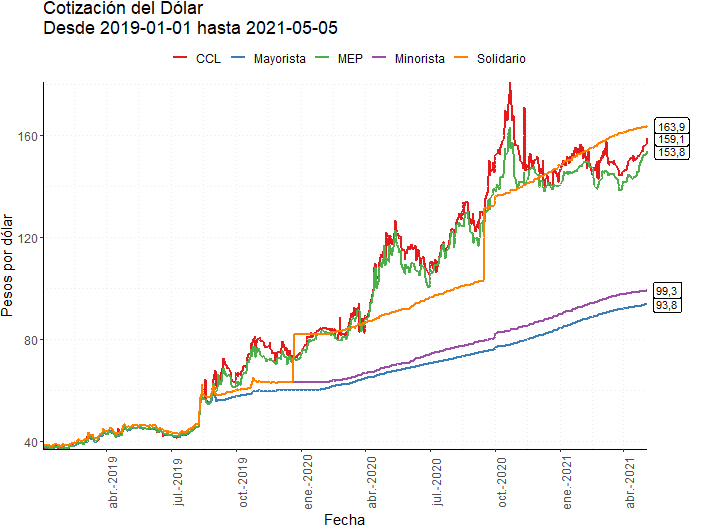 Cotización del Dólar
Desde 2019-01-01 hasta 2021-05-05
CCL Mayorista MEP Minorista Solidario
Pesos por dólar
160
120
80
40
163,9
159,1
153,8
99,3
93,8
abr.-2019 jul.-2019 oct.-2019 ene.-2020 abr.-2020 jul.-2020 oct.-2020 ene.-2021 abr.-2021
Fecha